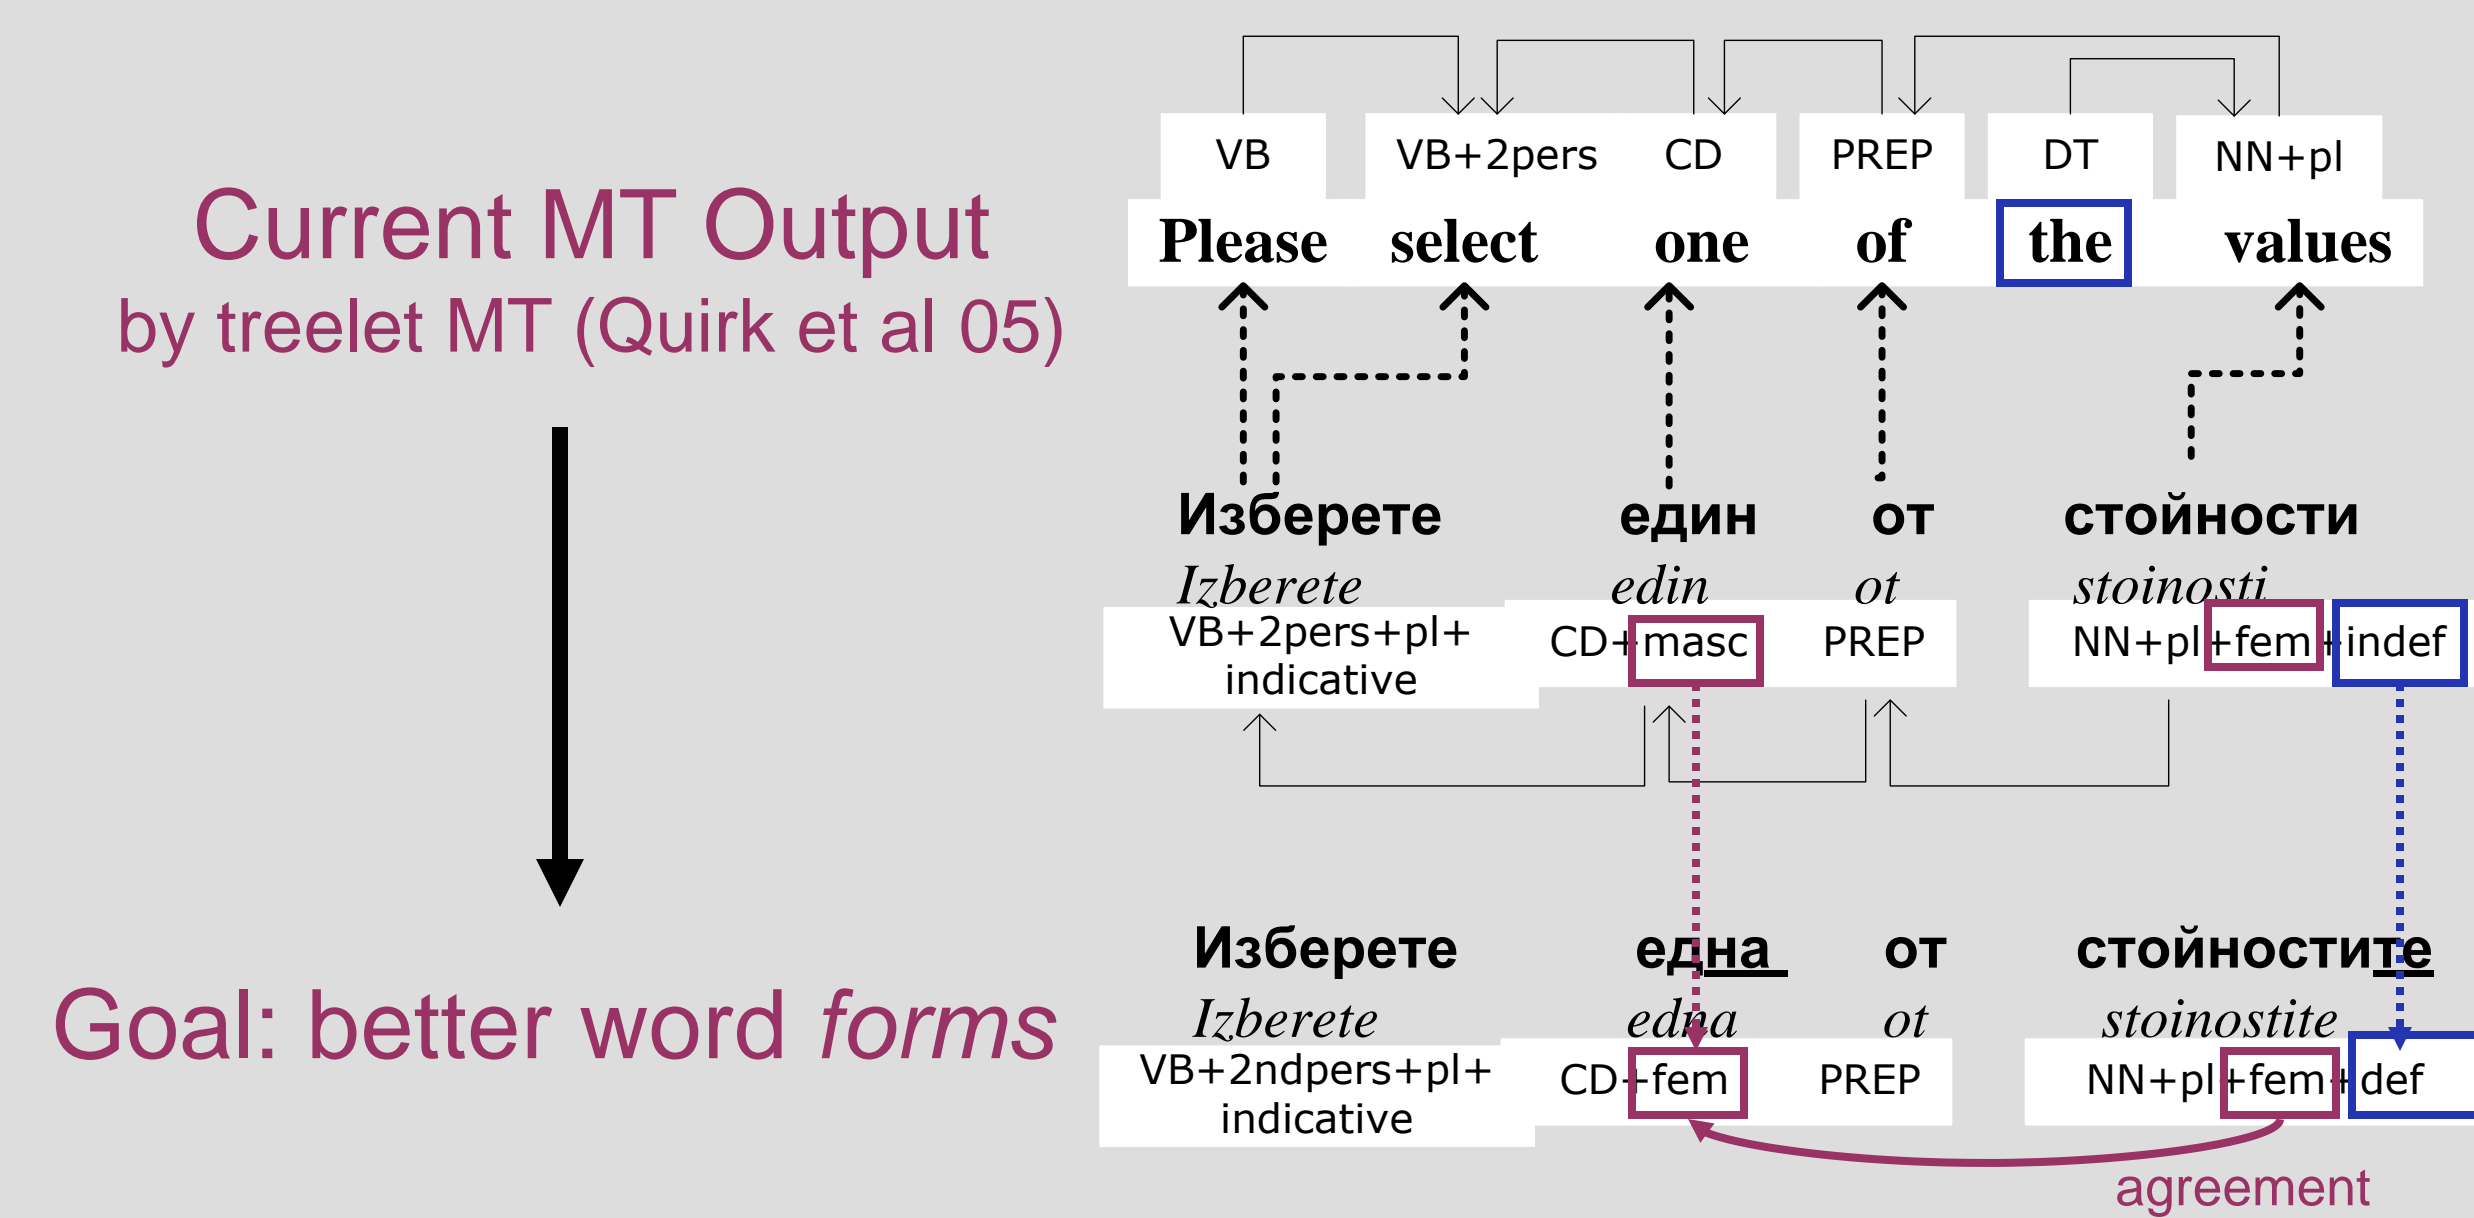 VB VB+2pers CD PREP DT NN+pl
Please select one of the values
Current MT Output
by treelet MT (Quirk et al 05)
Изберете един от стойности
Izberete edin ot stoinosti
VB+2pers+pl+ CD+masc PREP NN+pl+fem+indef
indicative
Изберете една от стойностите
Izberete edna ot stoinostite
Goal: better word forms
VB+2ndpers+pl+ CD+fem PREP NN+pl+fem+def
indicative
agreement